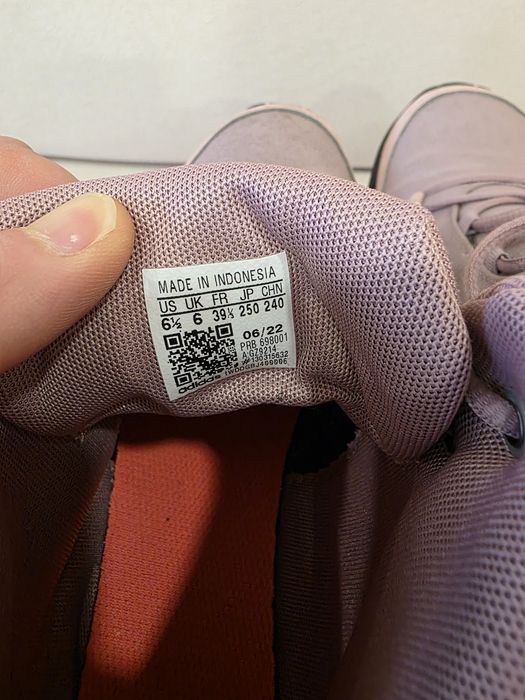 MADE IN INDONESIA
US UK FR JP CHN
6½ 6 39⅓ 250 240
06/22
PRB 698001
adidas